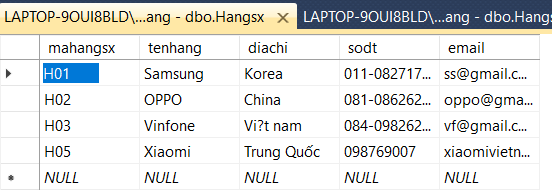 LAPTOP-9OUI8BLD\...ang - dbo.Hangsx LAPTOP-9OUI8BLD\...ang - dbo.Hangs
mahangsx tenhang diachi sodt email
H01 Samsung Korea 011-082717... ss@gmail.c...
H02 OPPO China 081-086262... oppo@gma...
H03 Vinfone Vi?t nam 084-098262... vf@gmail.c...
H05 Xiaomi Trung Quốc 098769007 xiaomivietn...
NULL NULL NULL NULL NULL